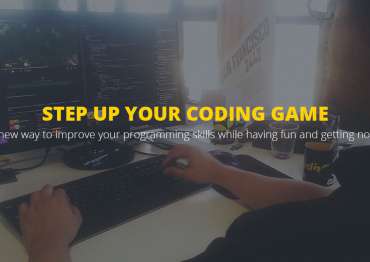 STEP UP YOUR CODING GAME
new way to improve your programming skills while having fun and getting no